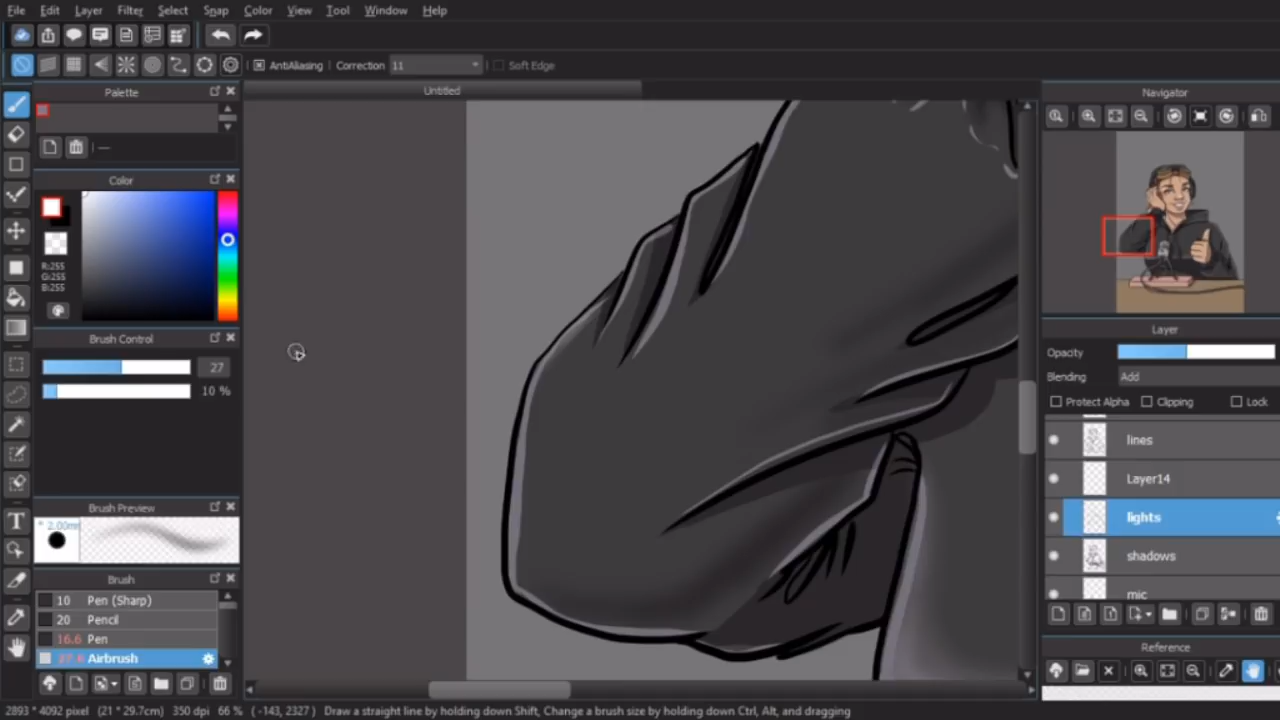 File Edit Layer Filter Select Snap Color View Tool Window Help
AntiAliasing Correction 11 Soft Edge
Palette
Untitled
Navigator
Color
R:255
G:255
B:255
Brush Control
27
10 %
Layer
Opacity
Blending Add
Protect Alpha Clipping Lock
lines
Layer14
lights
shadows
mic
Brush Preview
* 2.00mm
Brush
10 Pen (Sharp)
20 Pencil
16.6 Pen
Airbrush
Reference
2893 * 4092 pixel (21 * 29.7cm) 350 dpi 66 % ( -143, 2327 ) Draw a straight line by holding down Shift, Change a brush size by holding down Ctrl, Alt, and dragging